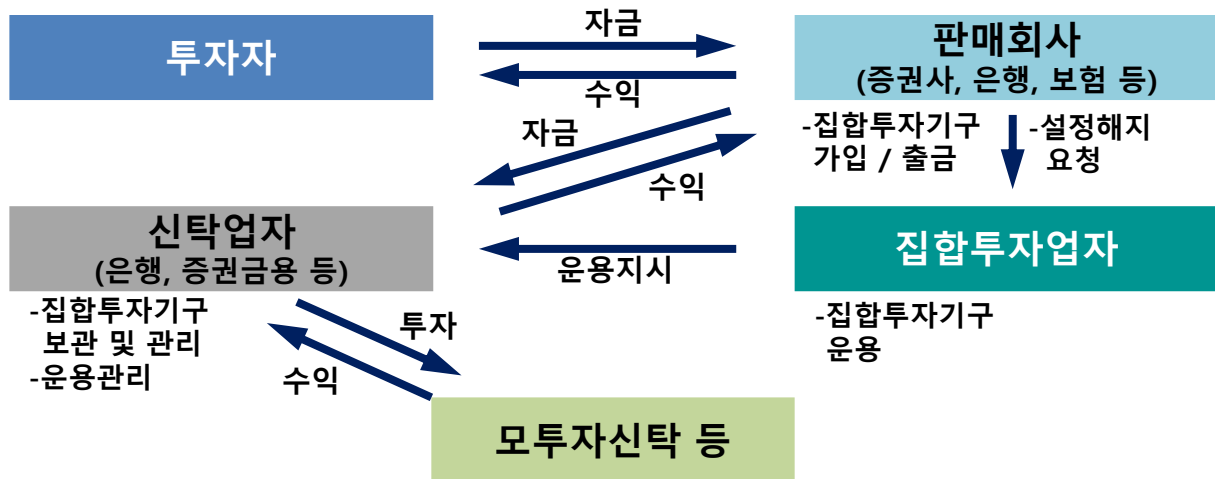 투자자
자금
수익
판매회사
(증권사, 은행, 보험 등)
자금
수익
-집합투자기구
가입 / 출금
-설정해지
요청
신탁업자
(은행, 증권금용 등)
운용지시
집합투자업자
-집합투자기구
보관 및 관리
-운용관리
투자
수익
-집합투자기구
운용
모투자신탁 등